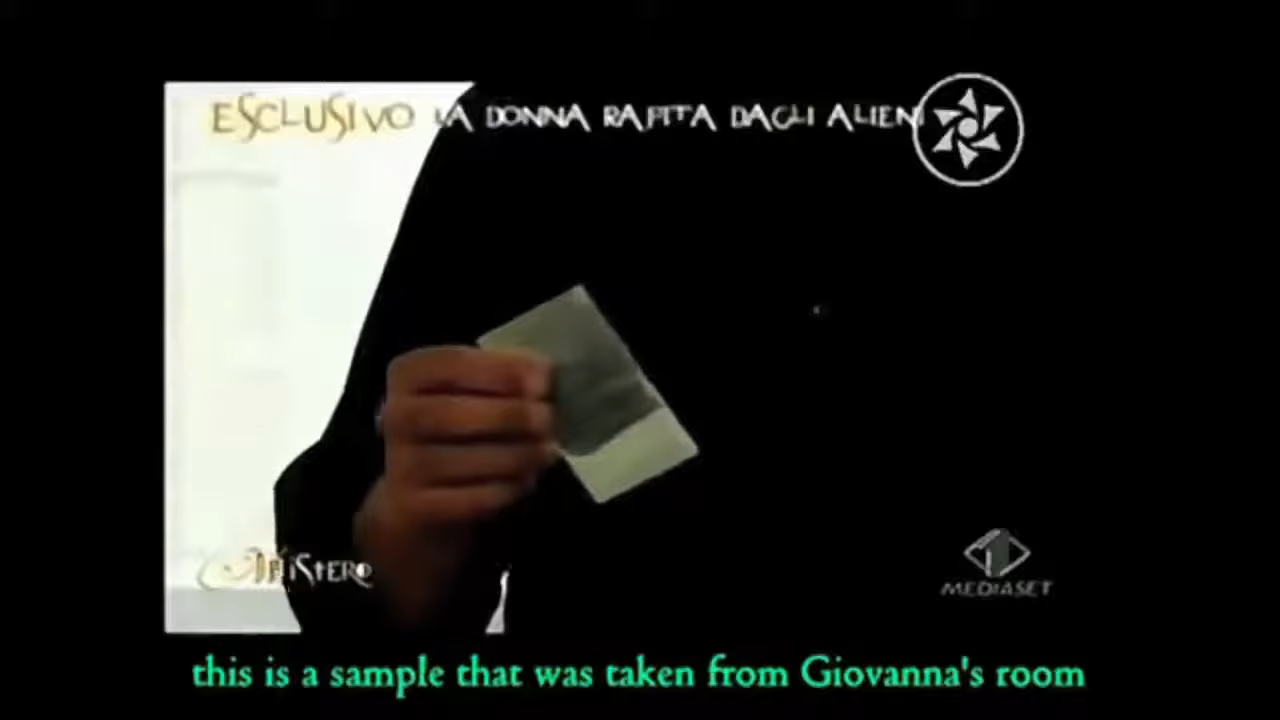 ESCLUSIVO LA DONNA RAPITA DAGLI ALIENI
MISTERO
MEDIASET
this is a sample that was taken from Giovanna's room